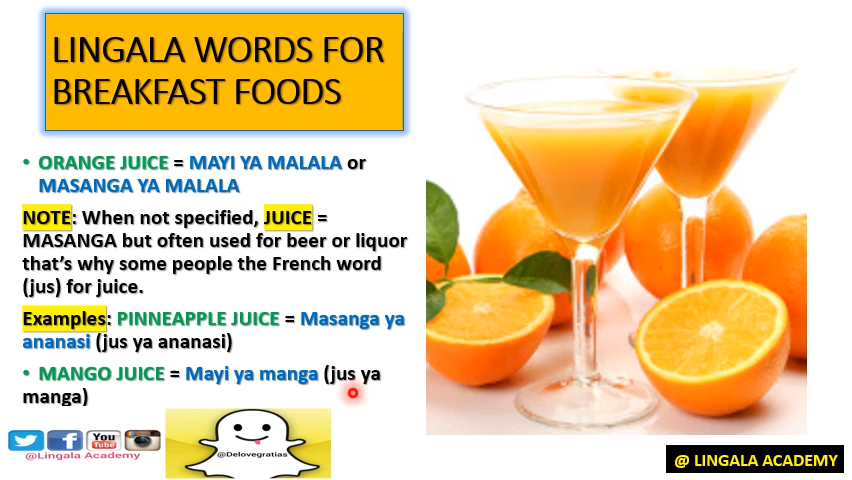 LINGALA WORDS FOR
BREAKFAST FOODS
• ORANGE JUICE = MAYI YA MALALA or
MASANGA YA MALALA
NOTE: When not specified, JUICE =
MASANGA but often used for beer or liquor
that's why some people the French word
(jus) for juice.
Examples: PINNEAPPLE JUICE = Masanga ya
ananasi (jus ya ananasi)
• MANGO JUICE = Mayi ya manga (jus ya
manga)
You
Tube
@Lingala Academy
@Delovegratias
@ LINGALA ACADEMY